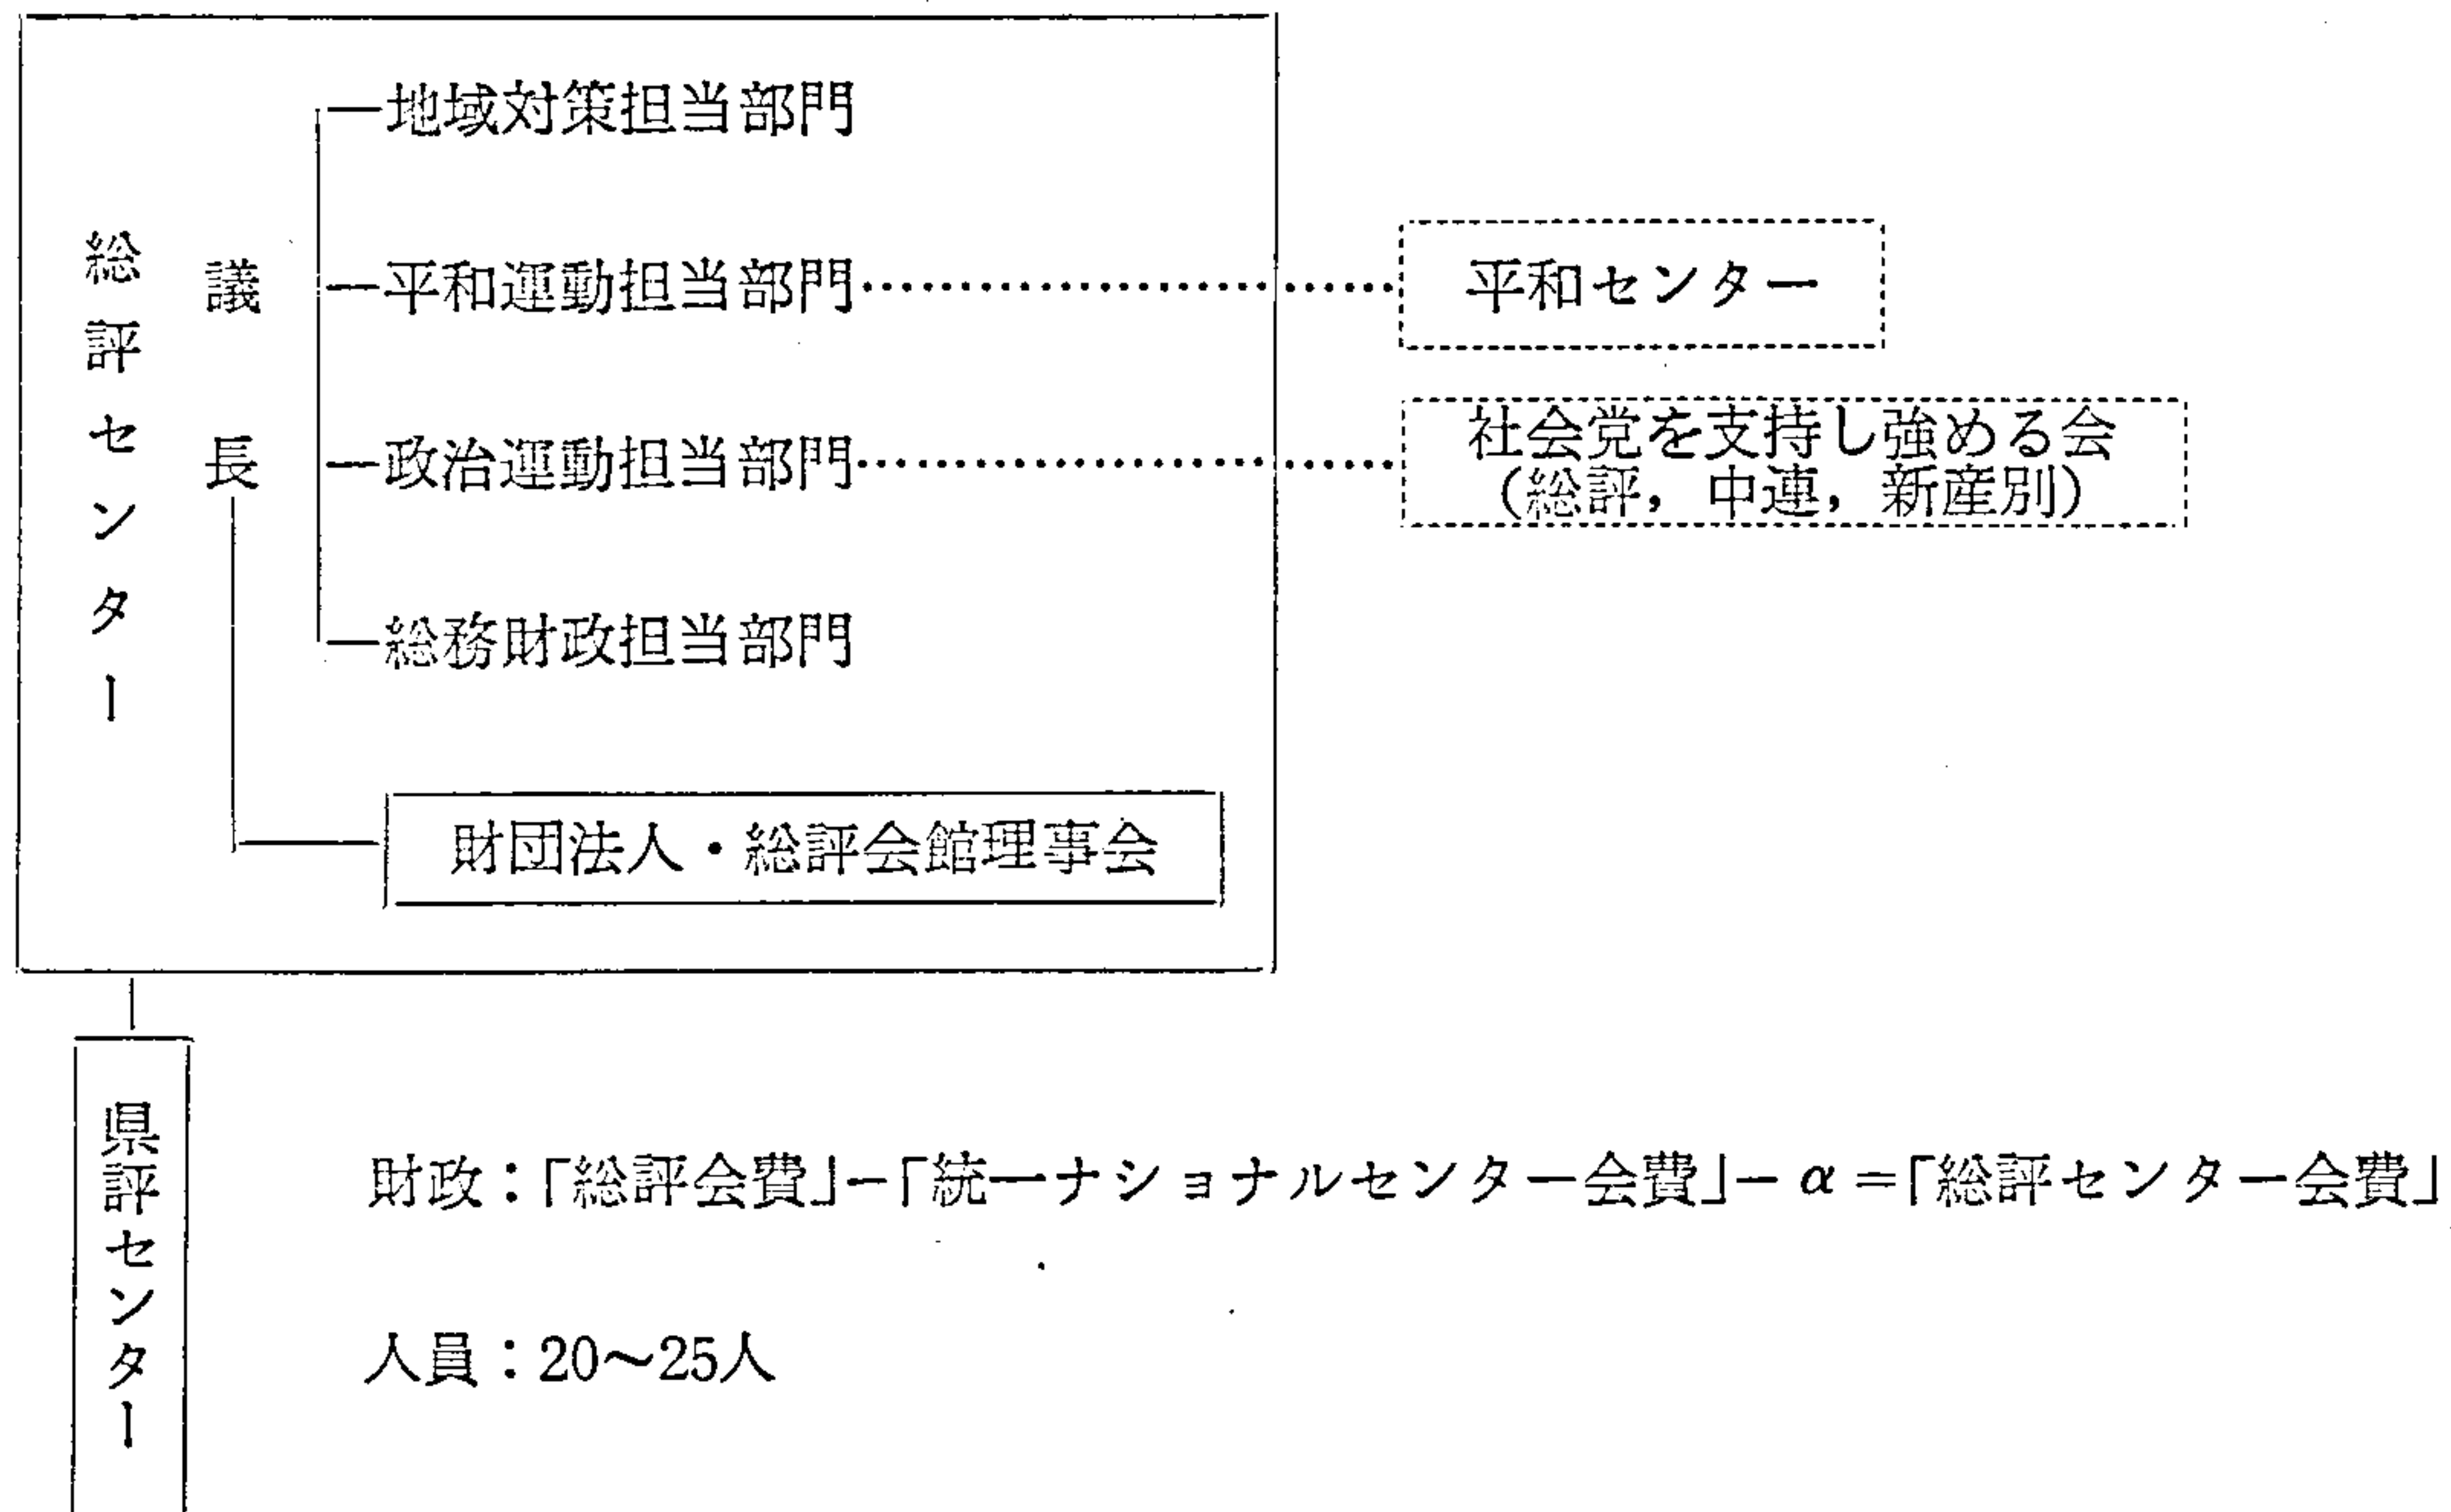 総評センター
議長
地域対策担当部門
平和運動担当部門
平和センター
政治運動担当部門
社会党を支持し強める会
(総評，中連，新産別)
総務財政担当部門
財団法人・総評会館理事会
県評センター
財政：「総評会費」－「統一ナショナルセンター会費」－α＝「総評センター会費」
人員：20～25人